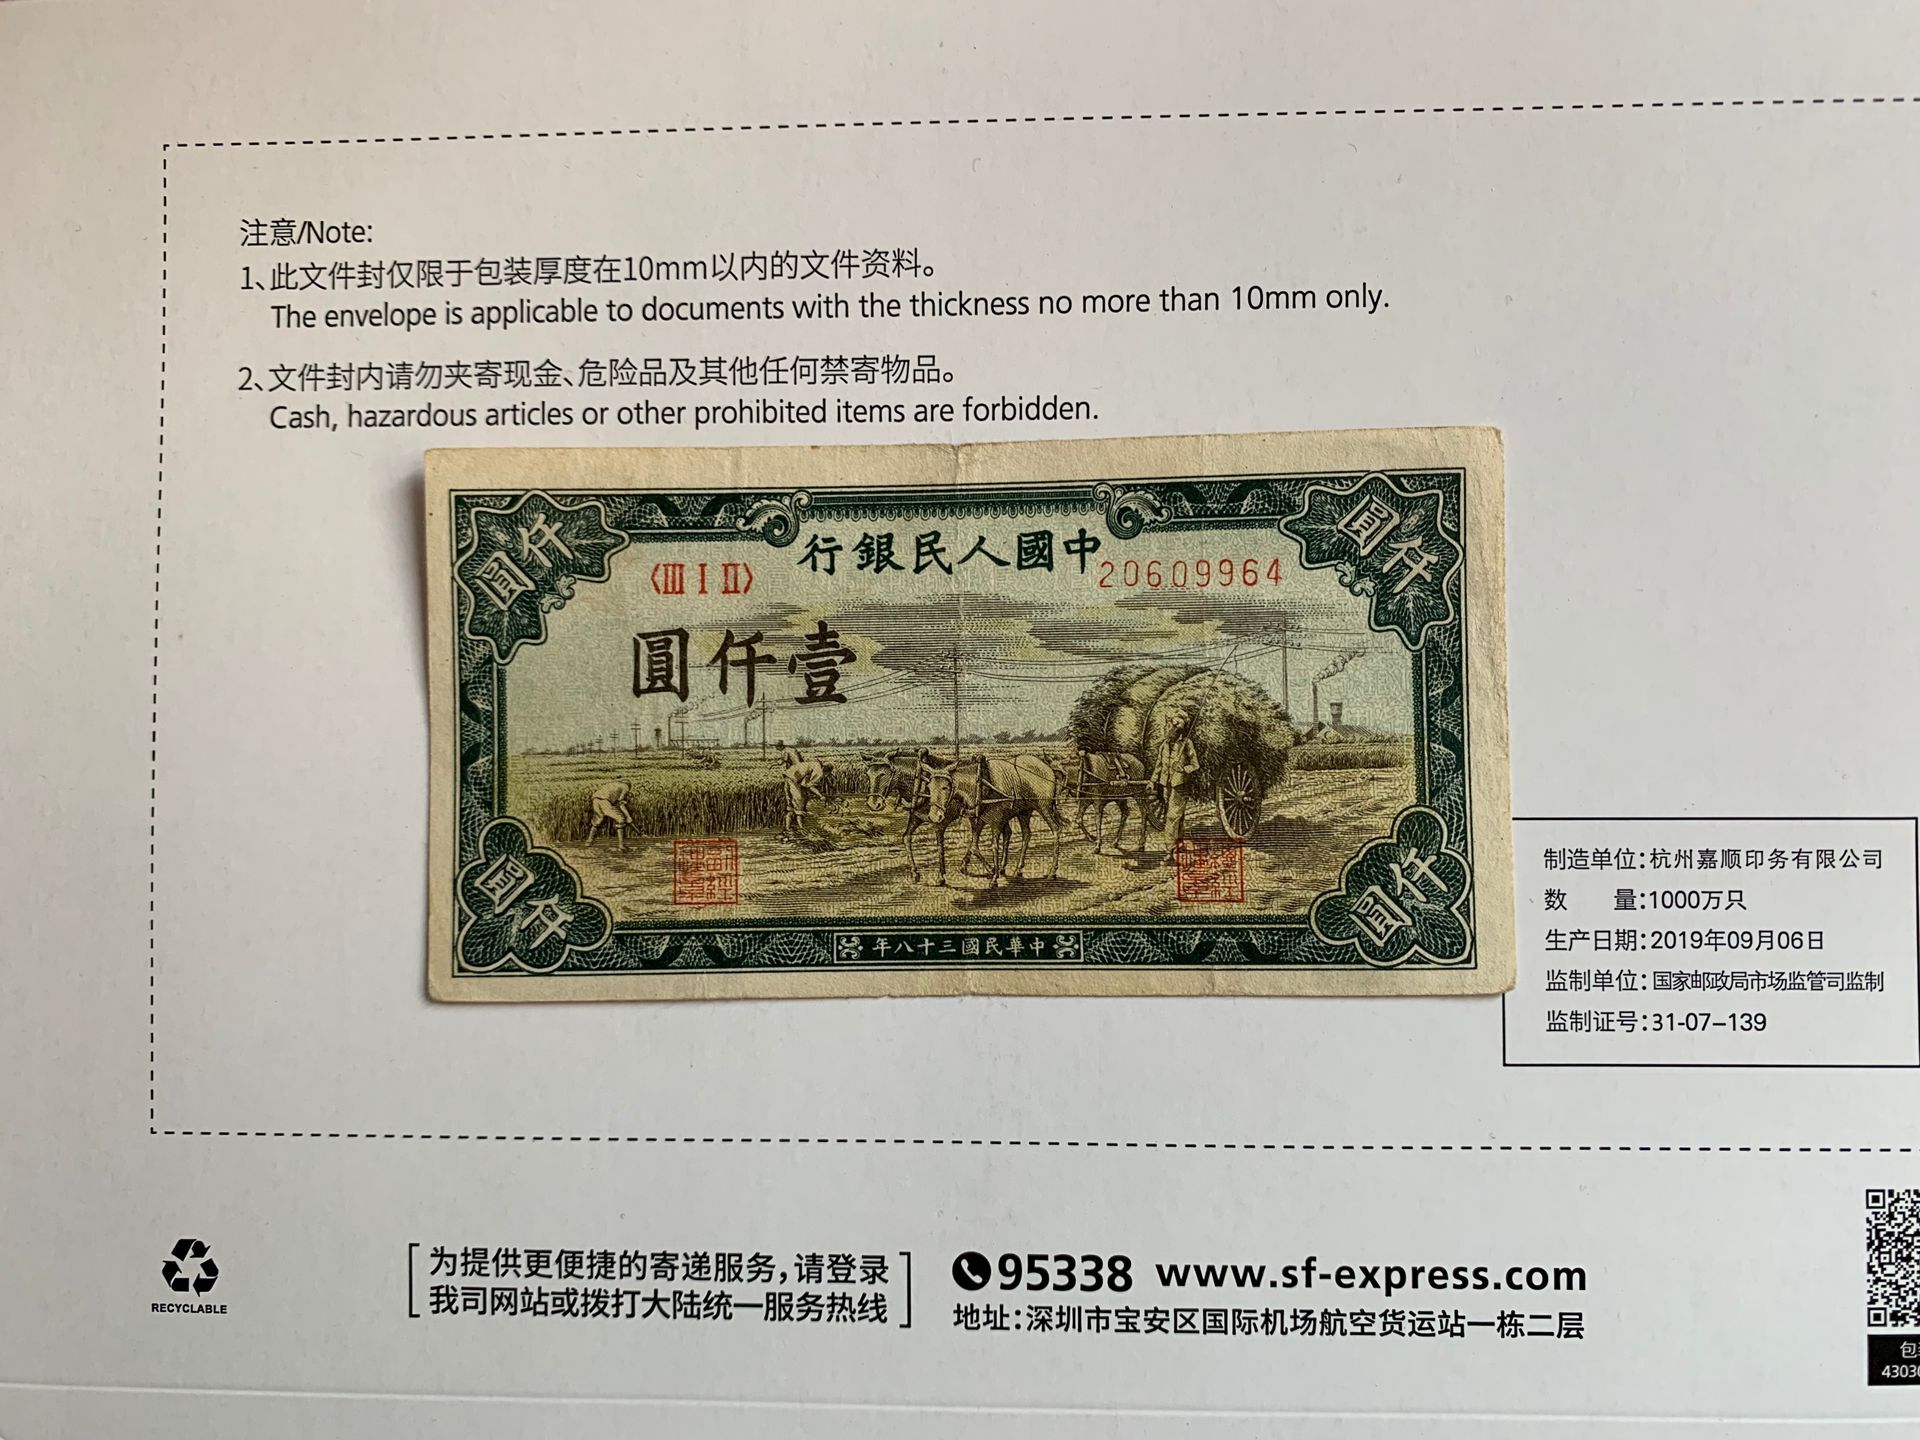 注意/Note:
1、此文件封仅限于包装厚度在10mm以内的文件资料。
The envelope is applicable to documents with the thickness no more than 10mm only.
2、文件封内请勿夹寄现金、危险品及其他任何禁寄物品。
Cash, hazardous articles or other prohibited items are forbidden.
仟圓
仟圓
行銀民人國中
〈III I II〉
20609964
圓仟壹
仟圓
仟圓
年八十三國民華中
制造单位:杭州嘉顺印务有限公司
数 量:1000万只
生产日期:2019年09月06日
监制单位:国家邮政局市场监管司监制
监制证号:31-07-139
RECYCLABLE
为提供更便捷的寄递服务,请登录
我司网站或拨打大陆统一服务热线
95338 www.sf-express.com
地址:深圳市宝安区国际机场航空货运站一栋二层
4303